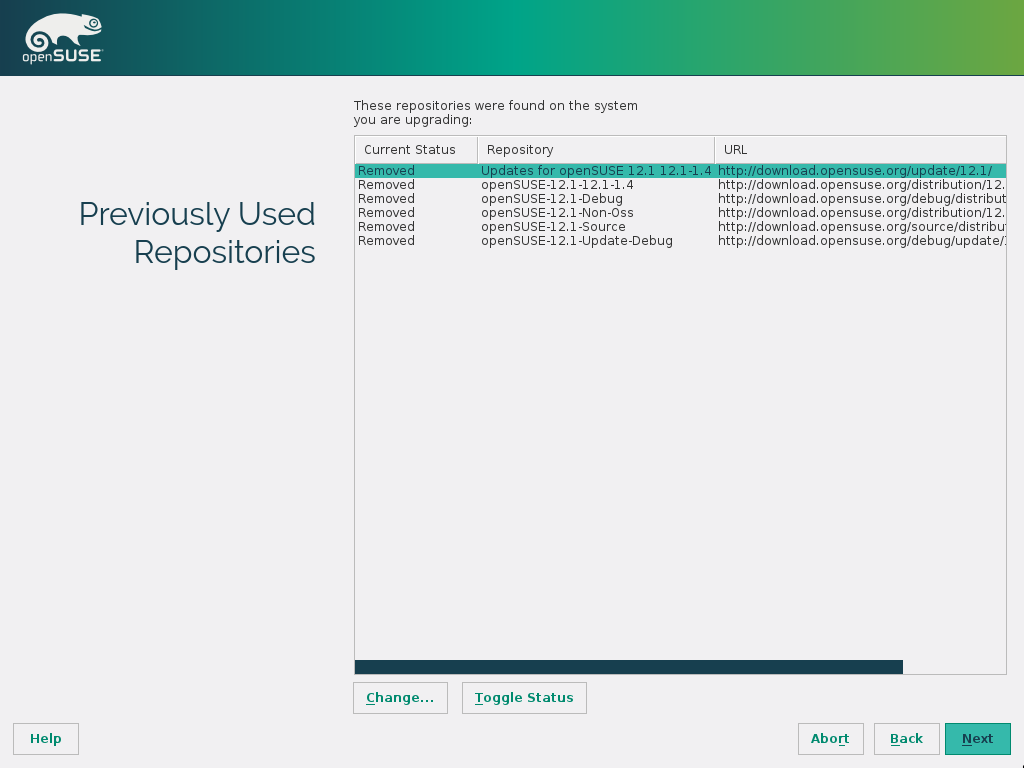 openSUSE
These repositories were found on the system
you are upgrading:
Previously Used
Repositories
Current Status Repository URL
Removed Updates for openSUSE 12.1 12.1-1.4 http://download.opensuse.org/update/12.1/
Removed openSUSE-12.1-12.1-1.4 http://download.opensuse.org/distribution/12.
Removed openSUSE-12.1-Debug http://download.opensuse.org/debug/distribut
Removed openSUSE-12.1-Non-Oss http://download.opensuse.org/distribution/12.
Removed openSUSE-12.1-Source http://download.opensuse.org/source/distribu
Removed openSUSE-12.1-Update-Debug http://download.opensuse.org/debug/update/
Change... Toggle Status
Help Abort Back Next